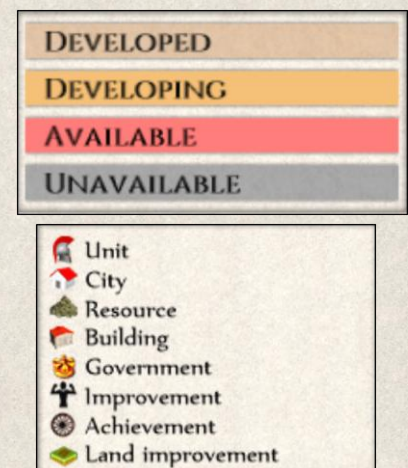 DEVELOPED
DEVELOPING
AVAILABLE
UNAVAILABLE
Unit
City
Resource
Building
Government
Improvement
Achievement
Land improvement